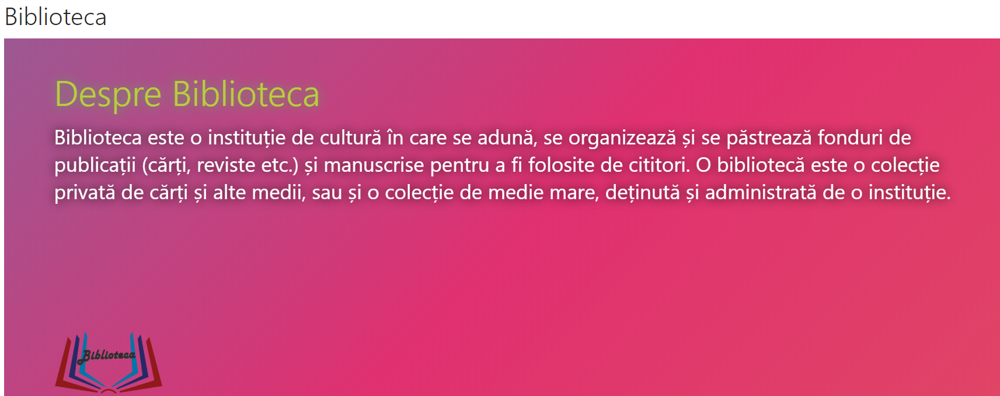 Biblioteca
Despre Biblioteca
Biblioteca este o instituție de cultură în care se adună, se organizează și se păstrează fonduri de
publicații (cărți, reviste etc.) și manuscrise pentru a fi folosite de cititori. O bibliotecă este o colecție
privată de cărți și alte medii, sau și o colecție de medie mare, deținută și administrată de o instituție.
Biblioteca